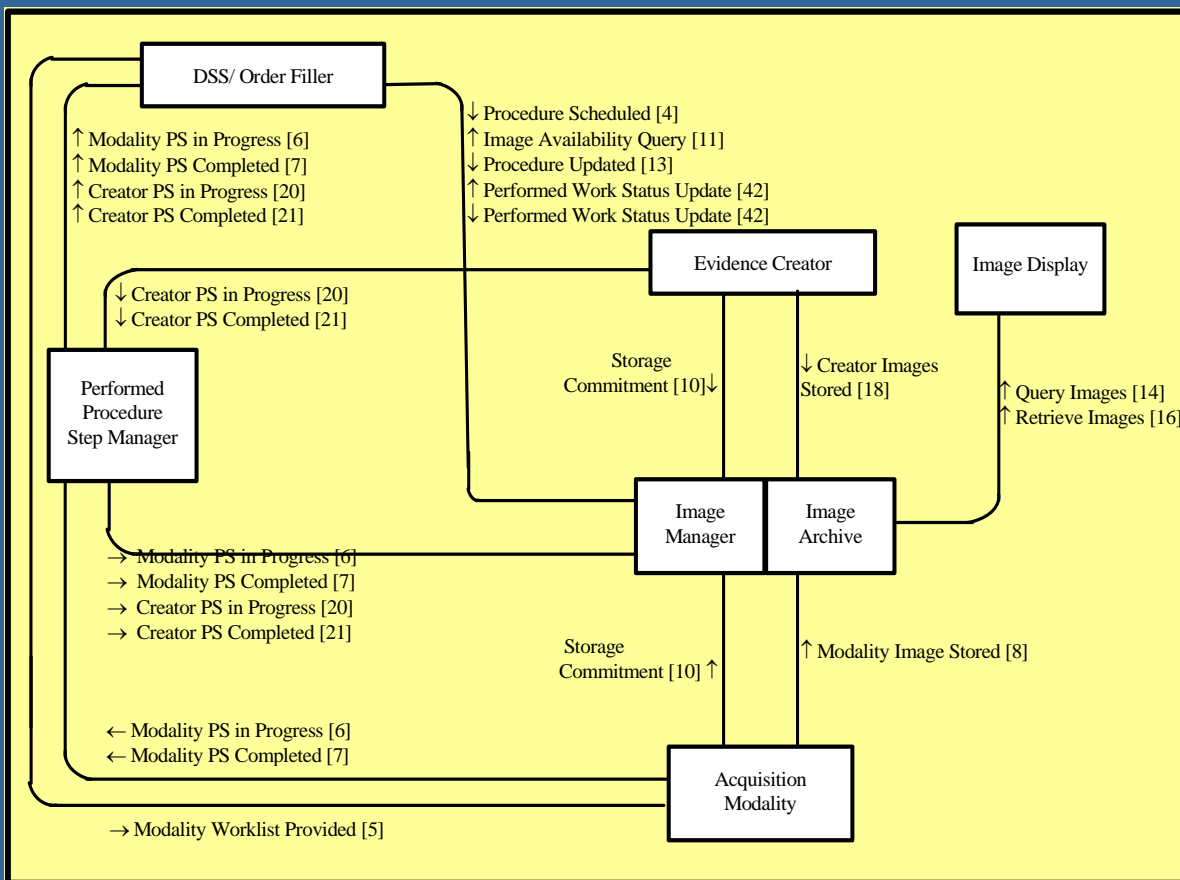 DSS/ Order Filler
↓ Procedure Scheduled [4]
↑ Image Availability Query [11]
↓ Procedure Updated [13]
↑ Performed Work Status Update [42]
↓ Performed Work Status Update [42]
↑ Modality PS in Progress [6]
↑ Modality PS Completed [7]
↑ Creator PS in Progress [20]
↑ Creator PS Completed [21]
Evidence Creator
Image Display
↓ Creator PS in Progress [20]
↓ Creator PS Completed [21]
Performed
Procedure
Step Manager
Storage
Commitment [10]↓
↓ Creator Images
Stored [18]
↑ Query Images [14]
↑ Retrieve Images [16]
Image
Manager
Image
Archive
→ Modality PS in Progress [6]
→ Modality PS Completed [7]
→ Creator PS in Progress [20]
→ Creator PS Completed [21]
Storage
Commitment [10] ↑
↑ Modality Image Stored [8]
← Modality PS in Progress [6]
← Modality PS Completed [7]
Acquisition
Modality
→ Modality Worklist Provided [5]